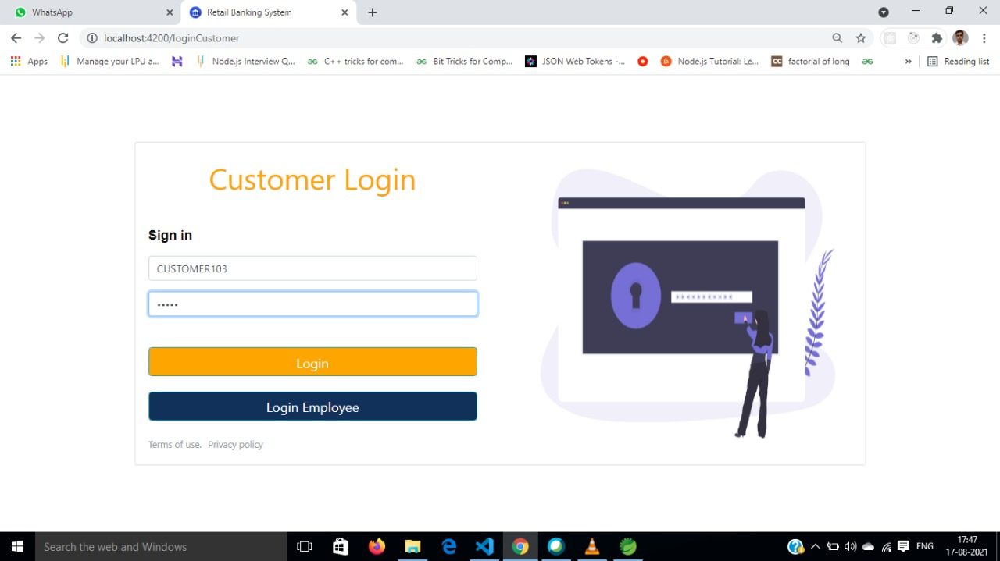 WhatsApp
Retail Banking System
localhost:4200/loginCustomer
Apps
Manage your LPU a...
Node.js Interview Q...
C++ tricks for com...
Bit Tricks for Comp...
JSON Web Tokens -...
Node.js Tutorial: Le...
CC
factorial of long
»
Reading list
Customer Login
Sign in
CUSTOMER103
•••••
***********
Login
Login Employee
Terms of use. Privacy policy
Search the web and Windows
ENG
17:47
17-08-2021